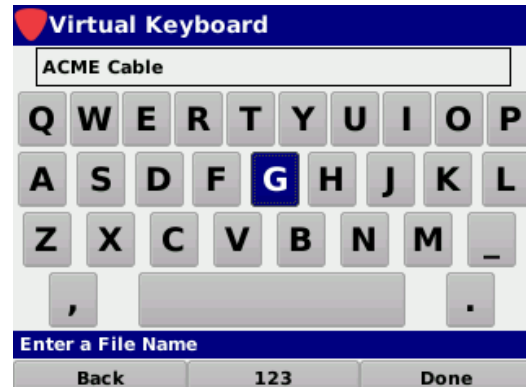 Virtual Keyboard
ACME Cable
Q W E R T Y U I O P
A S D F G H J K L
Z X C V B N M _
, .
Enter a File Name
Back 123 Done